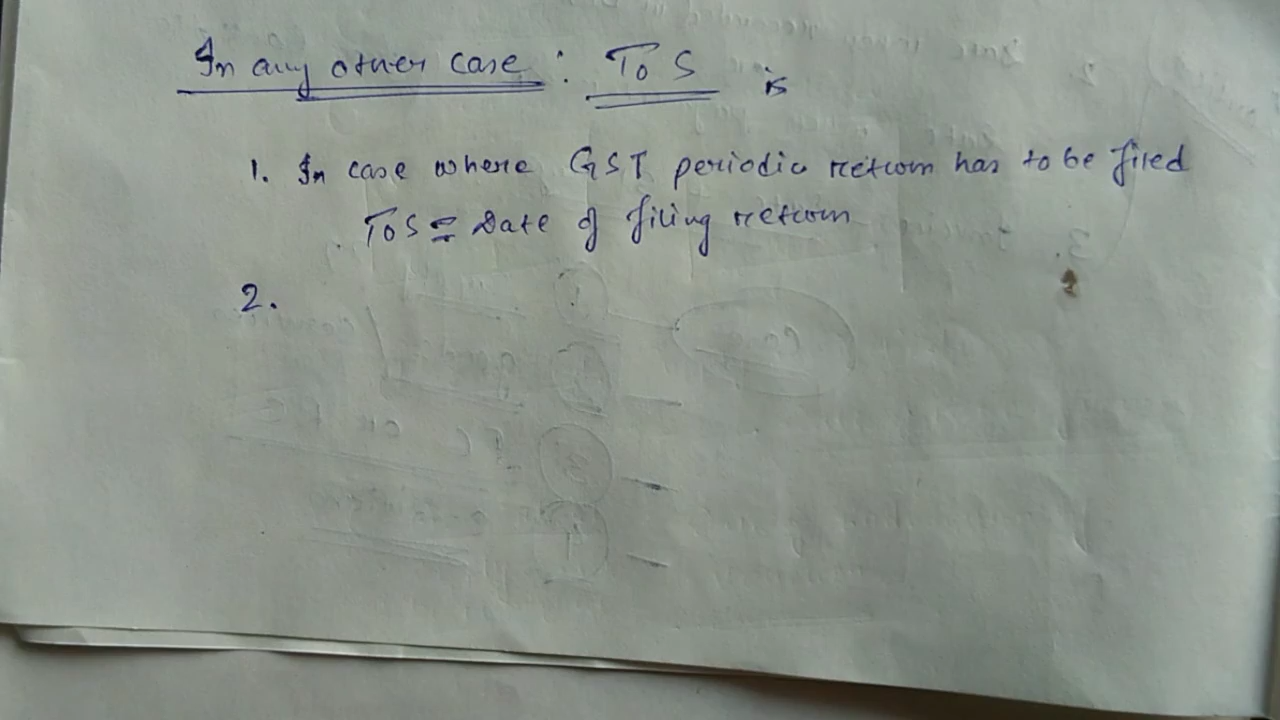 In any other case : ToS is
1. In case where GST periodic return has to be filed
ToS = Date of filing return
2.